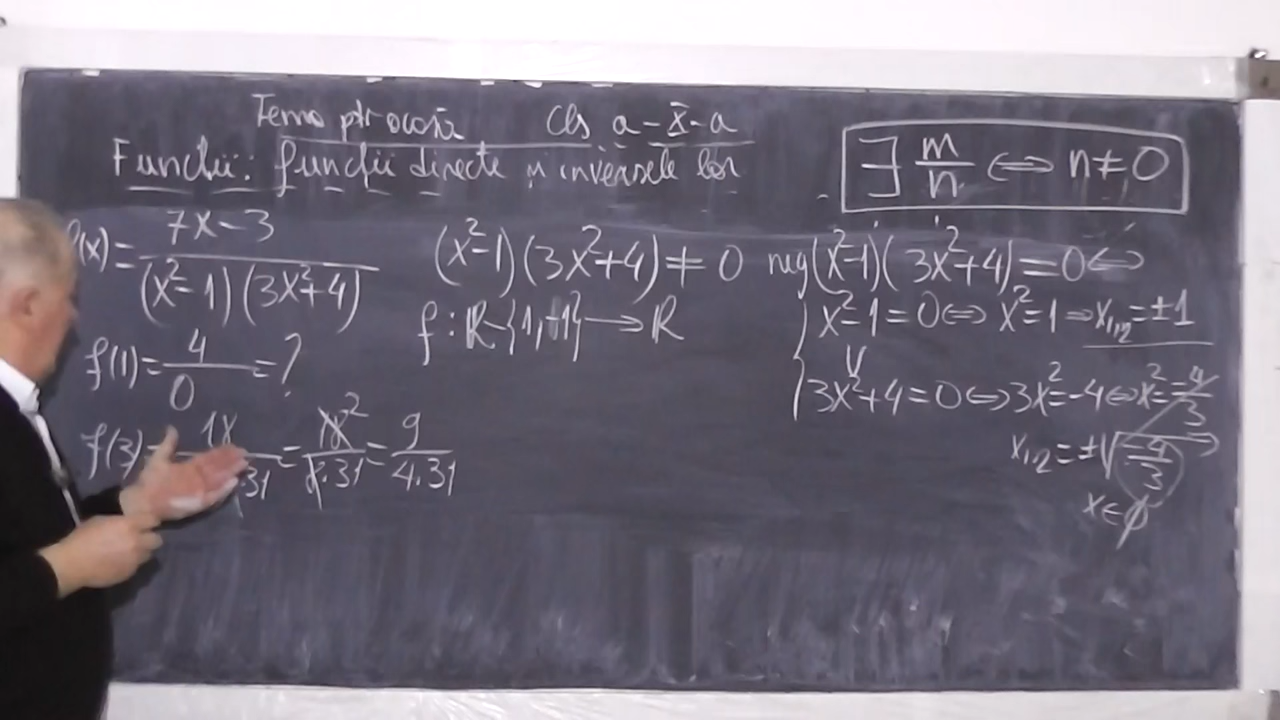 Tema ptr acasă Cls a-X-a
Funcții: funcții directe și inversele lor
∃ m/n ⇔ n≠0
f(x)= (7x-3)/((x²-1)(3x²+4))
(x²-1)(3x²+4)≠0
neg(x²-1)(3x²+4)=0⇔
f:R-{1,-1}→R
x²-1=0⇔x²=1⇒x₁,₂=±1
V
f(1)=4/0=?
3x²+4=0⇔3x²=-4⇔x²=-4/3
f(3)= .31 = 2/.31=9/4.31
x₁,₂=±√(-4/3)
x∈∅